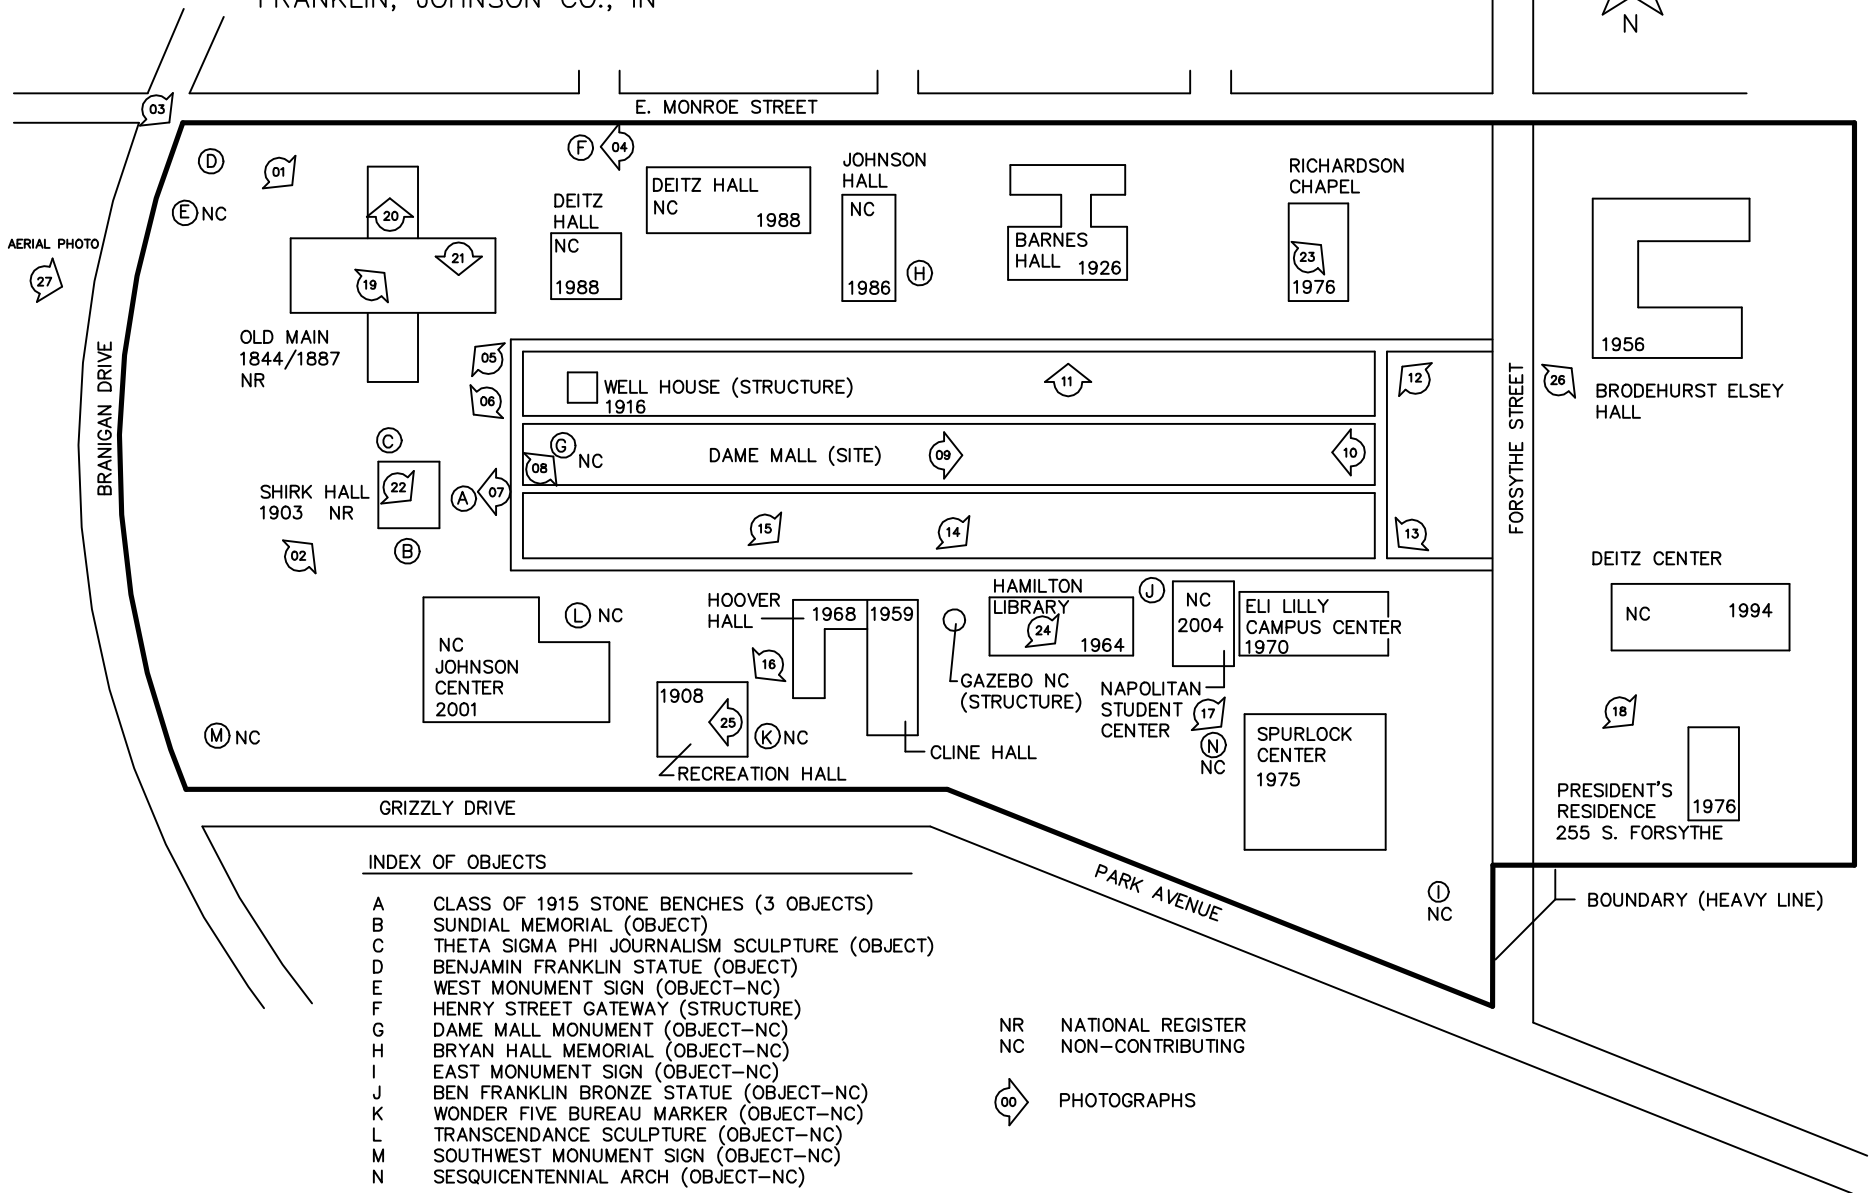 FRANKLIN, JOHNSON CO., IN
N
E. MONROE STREET
03
D
01
E NC
F
04
DEITZ HALL
NC
1988
DEITZ
HALL
NC
1988
JOHNSON
HALL
NC
1986
H
BARNES
HALL 1926
RICHARDSON
CHAPEL
23
1976
20
21
19
AERIAL PHOTO
27
OLD MAIN
1844/1887
NR
1956
BRODEHURST ELSEY
HALL
26
BRANIGAN DRIVE
FORSYTHE STREET
05
06
WELL HOUSE (STRUCTURE)
1916
11
12
C
G
NC
08
DAME MALL (SITE)
09
10
SHIRK HALL
1903 NR
22
A
07
B
02
15
14
13
DEITZ CENTER
NC 1994
L NC
NC
JOHNSON
CENTER
2001
HOOVER
HALL
1968
1959
16
1908
25
K NC
RECREATION HALL
CLINE HALL
HAMILTON
LIBRARY
24
1964
GAZEBO NC
(STRUCTURE)
J
NC
2004
ELI LILLY
CAMPUS CENTER
1970
NAPOLITAN
STUDENT
CENTER
17
N
NC
SPURLOCK
CENTER
1975
18
PRESIDENT'S
RESIDENCE
255 S. FORSYTHE
1976
M NC
GRIZZLY DRIVE
PARK AVENUE
I
NC
BOUNDARY (HEAVY LINE)
INDEX OF OBJECTS
A CLASS OF 1915 STONE BENCHES (3 OBJECTS)
B SUNDIAL MEMORIAL (OBJECT)
C THETA SIGMA PHI JOURNALISM SCULPTURE (OBJECT)
D BENJAMIN FRANKLIN STATUE (OBJECT)
E WEST MONUMENT SIGN (OBJECT-NC)
F HENRY STREET GATEWAY (STRUCTURE)
G DAME MALL MONUMENT (OBJECT-NC)
H BRYAN HALL MEMORIAL (OBJECT-NC)
I EAST MONUMENT SIGN (OBJECT-NC)
J BEN FRANKLIN BRONZE STATUE (OBJECT-NC)
K WONDER FIVE BUREAU MARKER (OBJECT-NC)
L TRANSCENDANCE SCULPTURE (OBJECT-NC)
M SOUTHWEST MONUMENT SIGN (OBJECT-NC)
N SESQUICENTENNIAL ARCH (OBJECT-NC)
NR NATIONAL REGISTER
NC NON-CONTRIBUTING
00 PHOTOGRAPHS